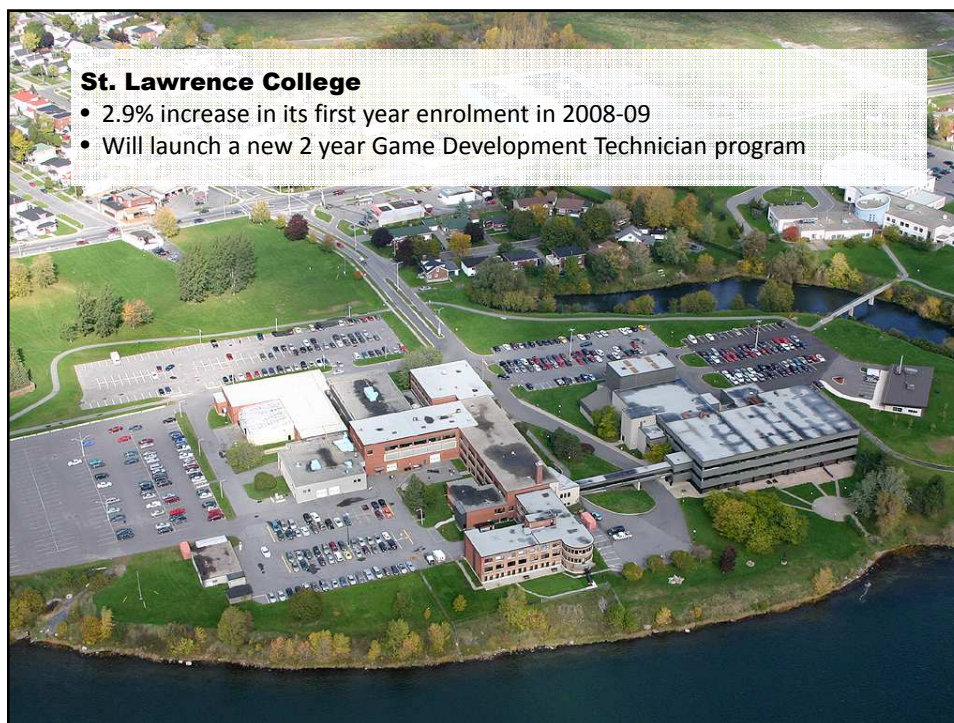 St. Lawrence College
• 2.9% increase in its first year enrolment in 2008-09
• Will launch a new 2 year Game Development Technician program